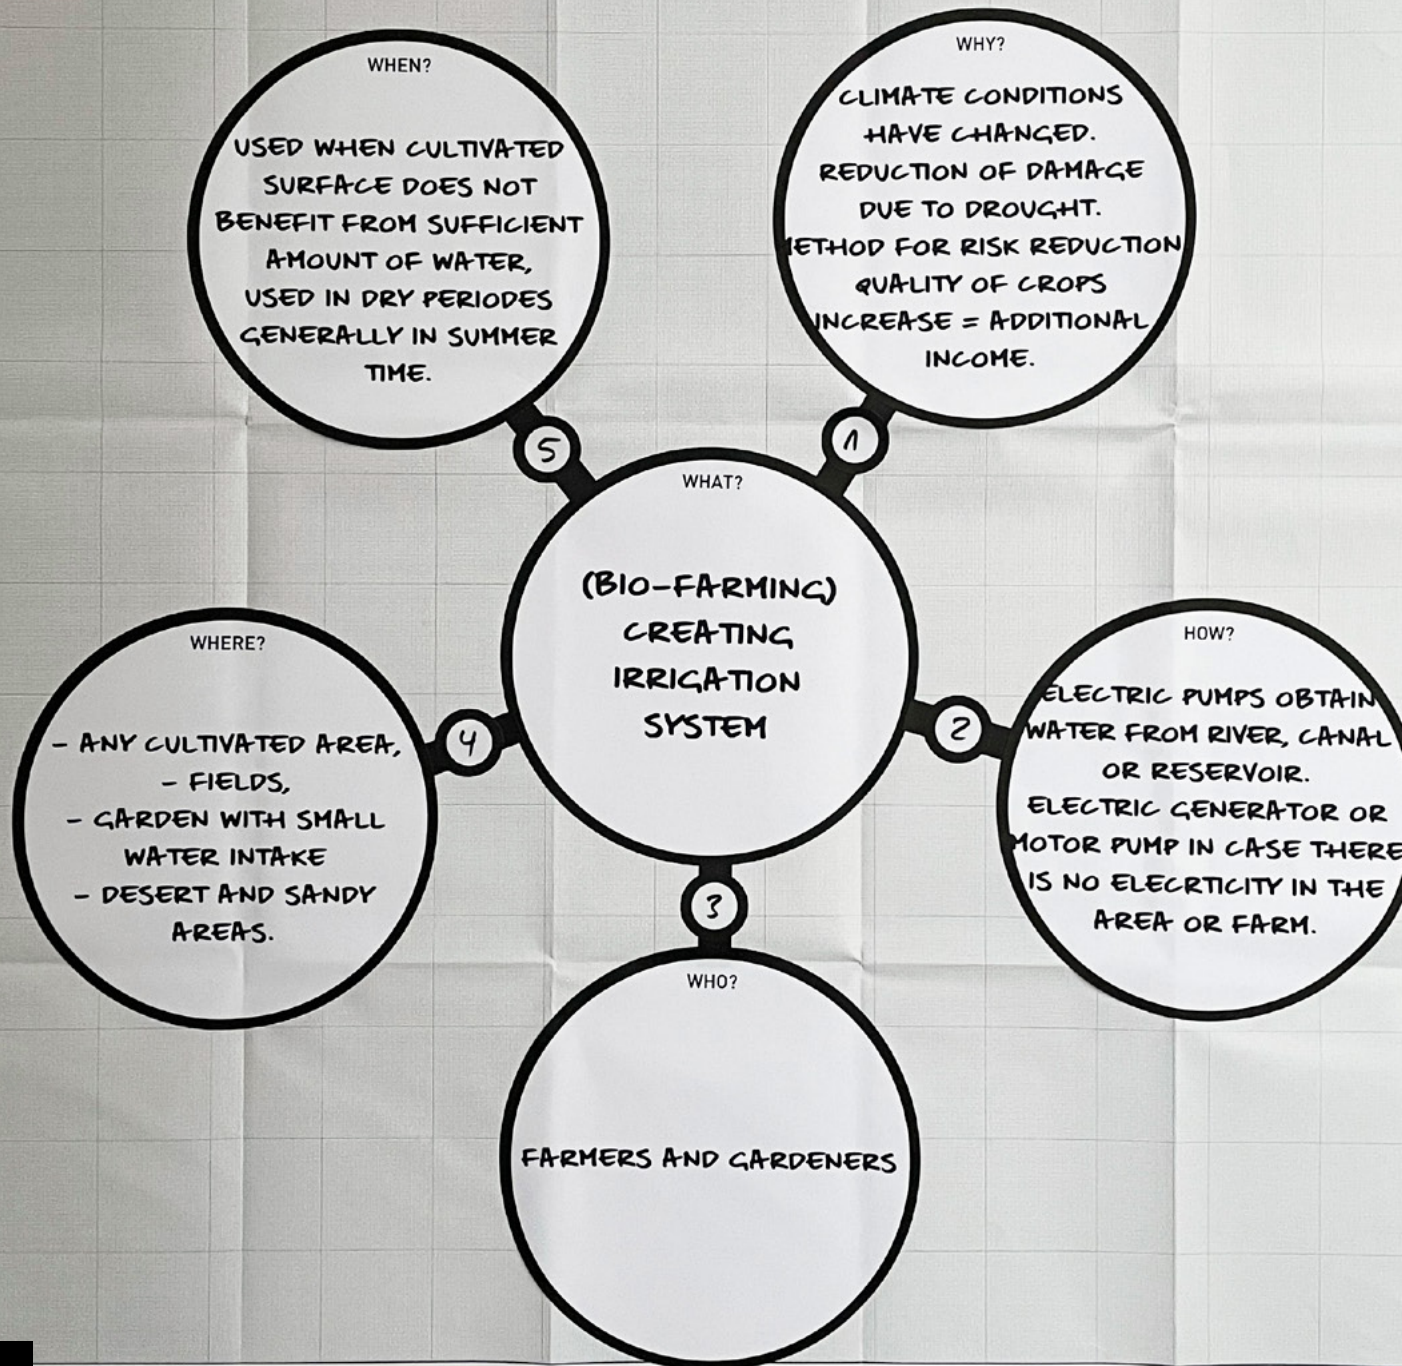 WHEN?
USED WHEN CULTIVATED
SURFACE DOES NOT
BENEFIT FROM SUFFICIENT
AMOUNT OF WATER,
USED IN DRY PERIODES
GENERALLY IN SUMMER
TIME.
5
WHY?
CLIMATE CONDITIONS
HAVE CHANGED.
REDUCTION OF DAMAGE
DUE TO DROUGHT.
METHOD FOR RISK REDUCTION
QUALITY OF CROPS
INCREASE = ADDITIONAL
INCOME.
1
WHAT?
(BIO-FARMING)
CREATING
IRRIGATION
SYSTEM
WHERE?
- ANY CULTIVATED AREA,
- FIELDS,
- GARDEN WITH SMALL
WATER INTAKE
- DESERT AND SANDY
AREAS.
4
HOW?
ELECTRIC PUMPS OBTAIN
WATER FROM RIVER, CANAL
OR RESERVOIR.
ELECTRIC GENERATOR OR
MOTOR PUMP IN CASE THERE
IS NO ELECRTICITY IN THE
AREA OR FARM.
2
3
WHO?
FARMERS AND GARDENERS